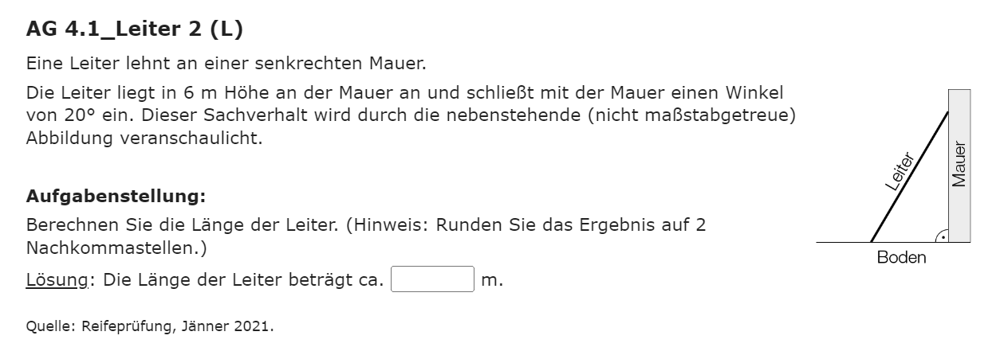 AG 4.1_Leiter 2 (L)
Eine Leiter lehnt an einer senkrechten Mauer.
Die Leiter liegt in 6 m Höhe an der Mauer an und schließt mit der Mauer einen Winkel
von 20° ein. Dieser Sachverhalt wird durch die nebenstehende (nicht maßstabgetreue)
Abbildung veranschaulicht.
Aufgabenstellung:
Berechnen Sie die Länge der Leiter. (Hinweis: Runden Sie das Ergebnis auf 2
Nachkommastellen.)
Lösung: Die Länge der Leiter beträgt ca. m.
Quelle: Reifeprüfung, Jänner 2021.
Leiter
Mauer
Boden